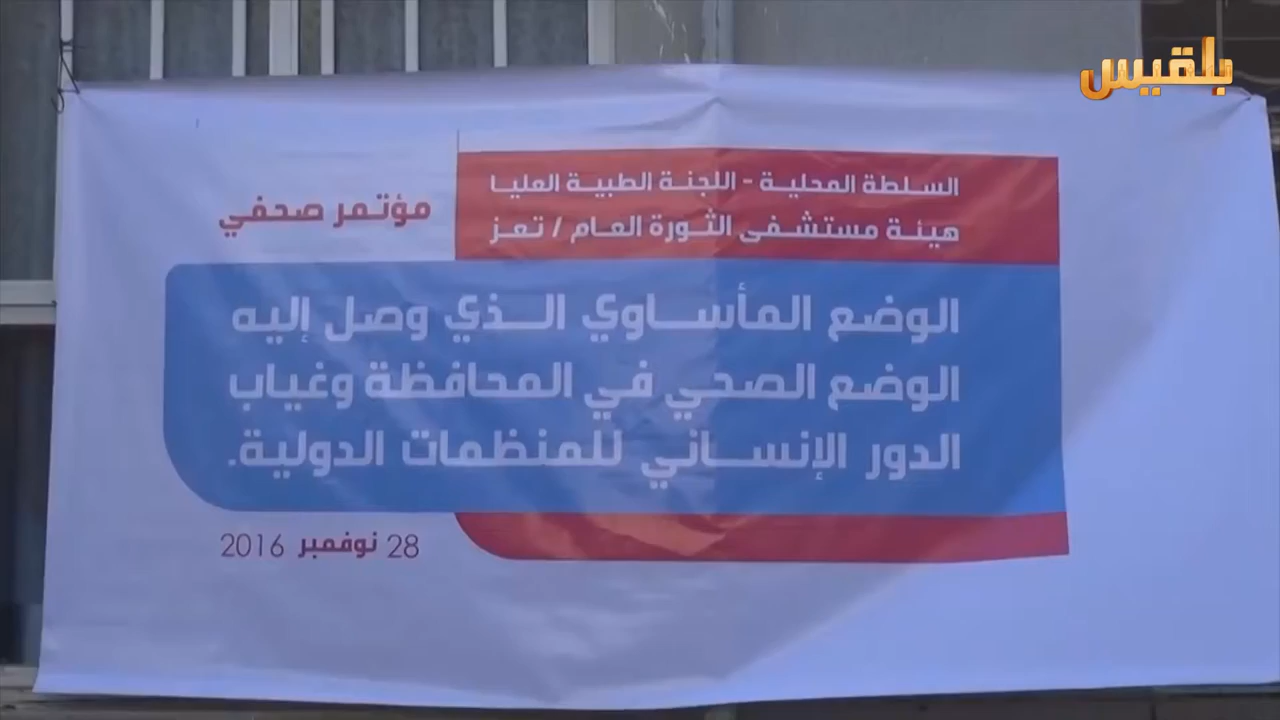 بلقيس
السلطة المحلية - اللجنة الطبية العليا
هيئة مستشفى الثورة العام / تعز
مؤتمر صحفي
الوضع المأساوي الذي وصل إليه
الوضع الصحي في المحافظة وغياب
الدور الإنساني للمنظمات الدولية.
28 نوفمبر 2016